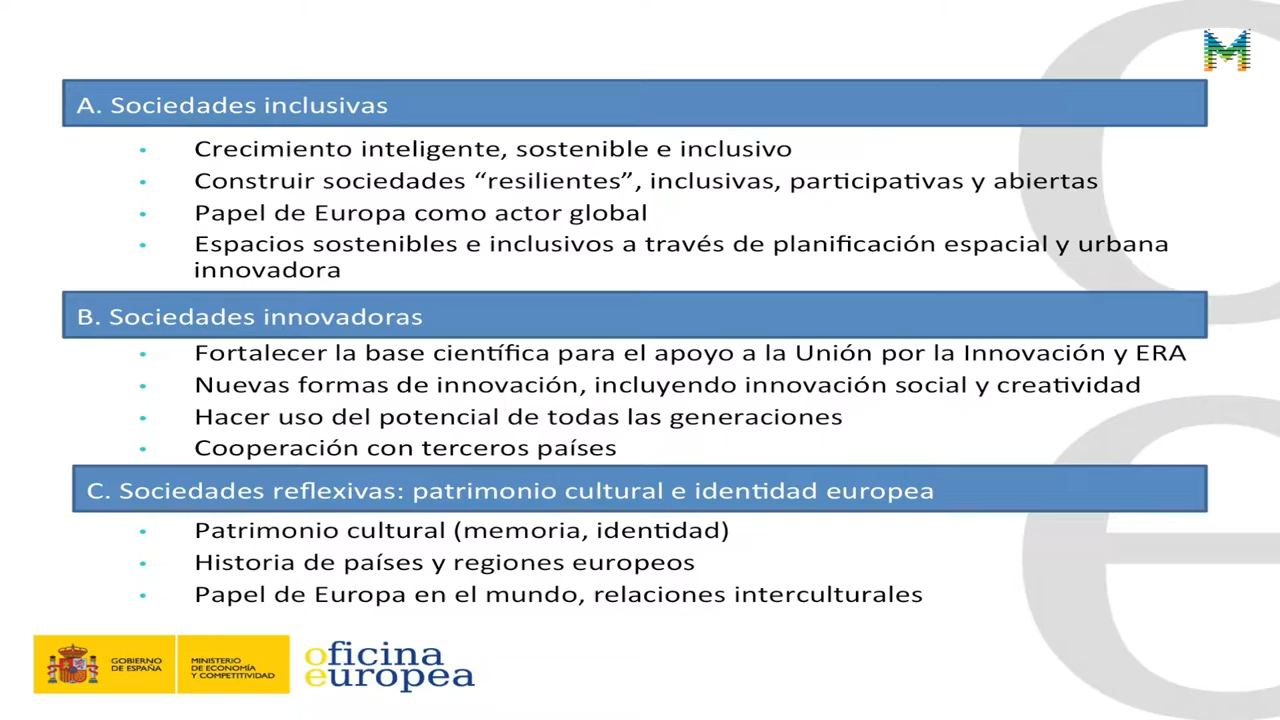 A. Sociedades inclusivas
• Crecimiento inteligente, sostenible e inclusivo
• Construir sociedades “resilientes”, inclusivas, participativas y abiertas
• Papel de Europa como actor global
• Espacios sostenibles e inclusivos a través de planificación espacial y urbana
innovadora
B. Sociedades innovadoras
• Fortalecer la base científica para el apoyo a la Unión por la Innovación y ERA
• Nuevas formas de innovación, incluyendo innovación social y creatividad
• Hacer uso del potencial de todas las generaciones
• Cooperación con terceros países
C. Sociedades reflexivas: patrimonio cultural e identidad europea
• Patrimonio cultural (memoria, identidad)
• Historia de países y regiones europeos
• Papel de Europa en el mundo, relaciones interculturales
GOBIERNO
DE ESPAÑA
MINISTERIO
DE ECONOMÍA
Y COMPETITIVIDAD
oficina
europea
M